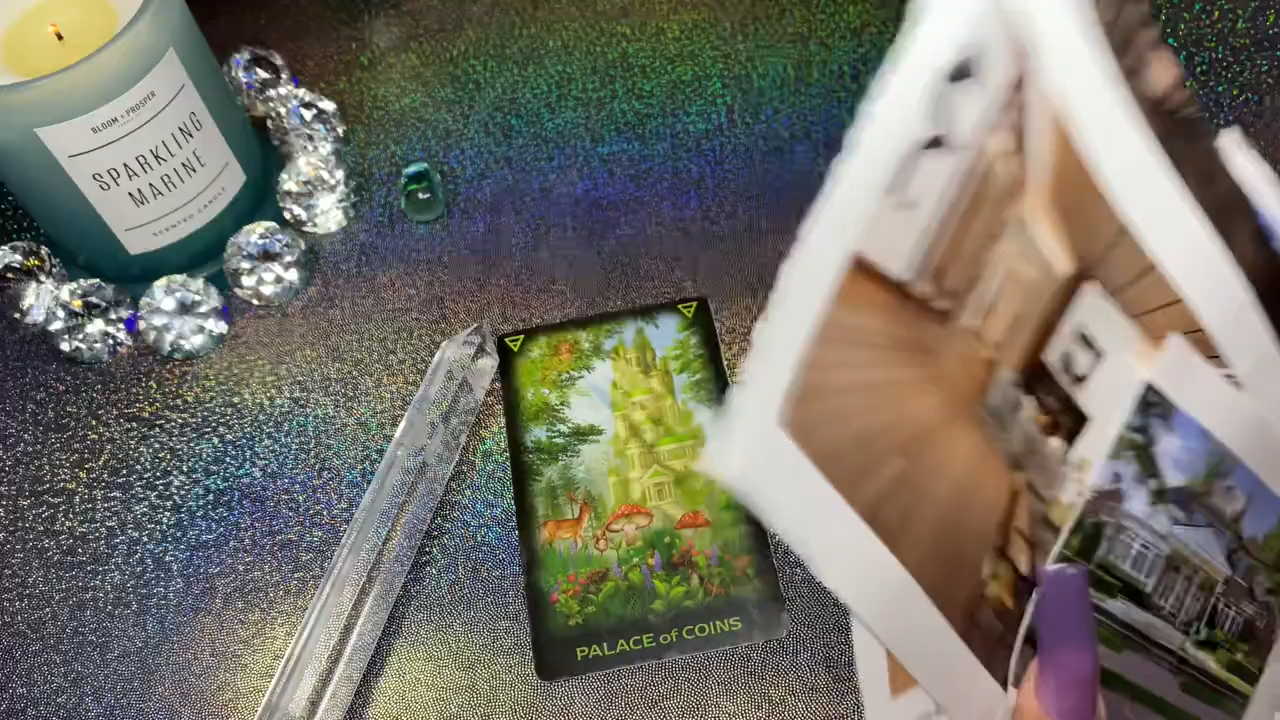 BLOOM + PROSPER
SPARKLING
MARINE
SCENTED CANDLE
PALACE of COINS